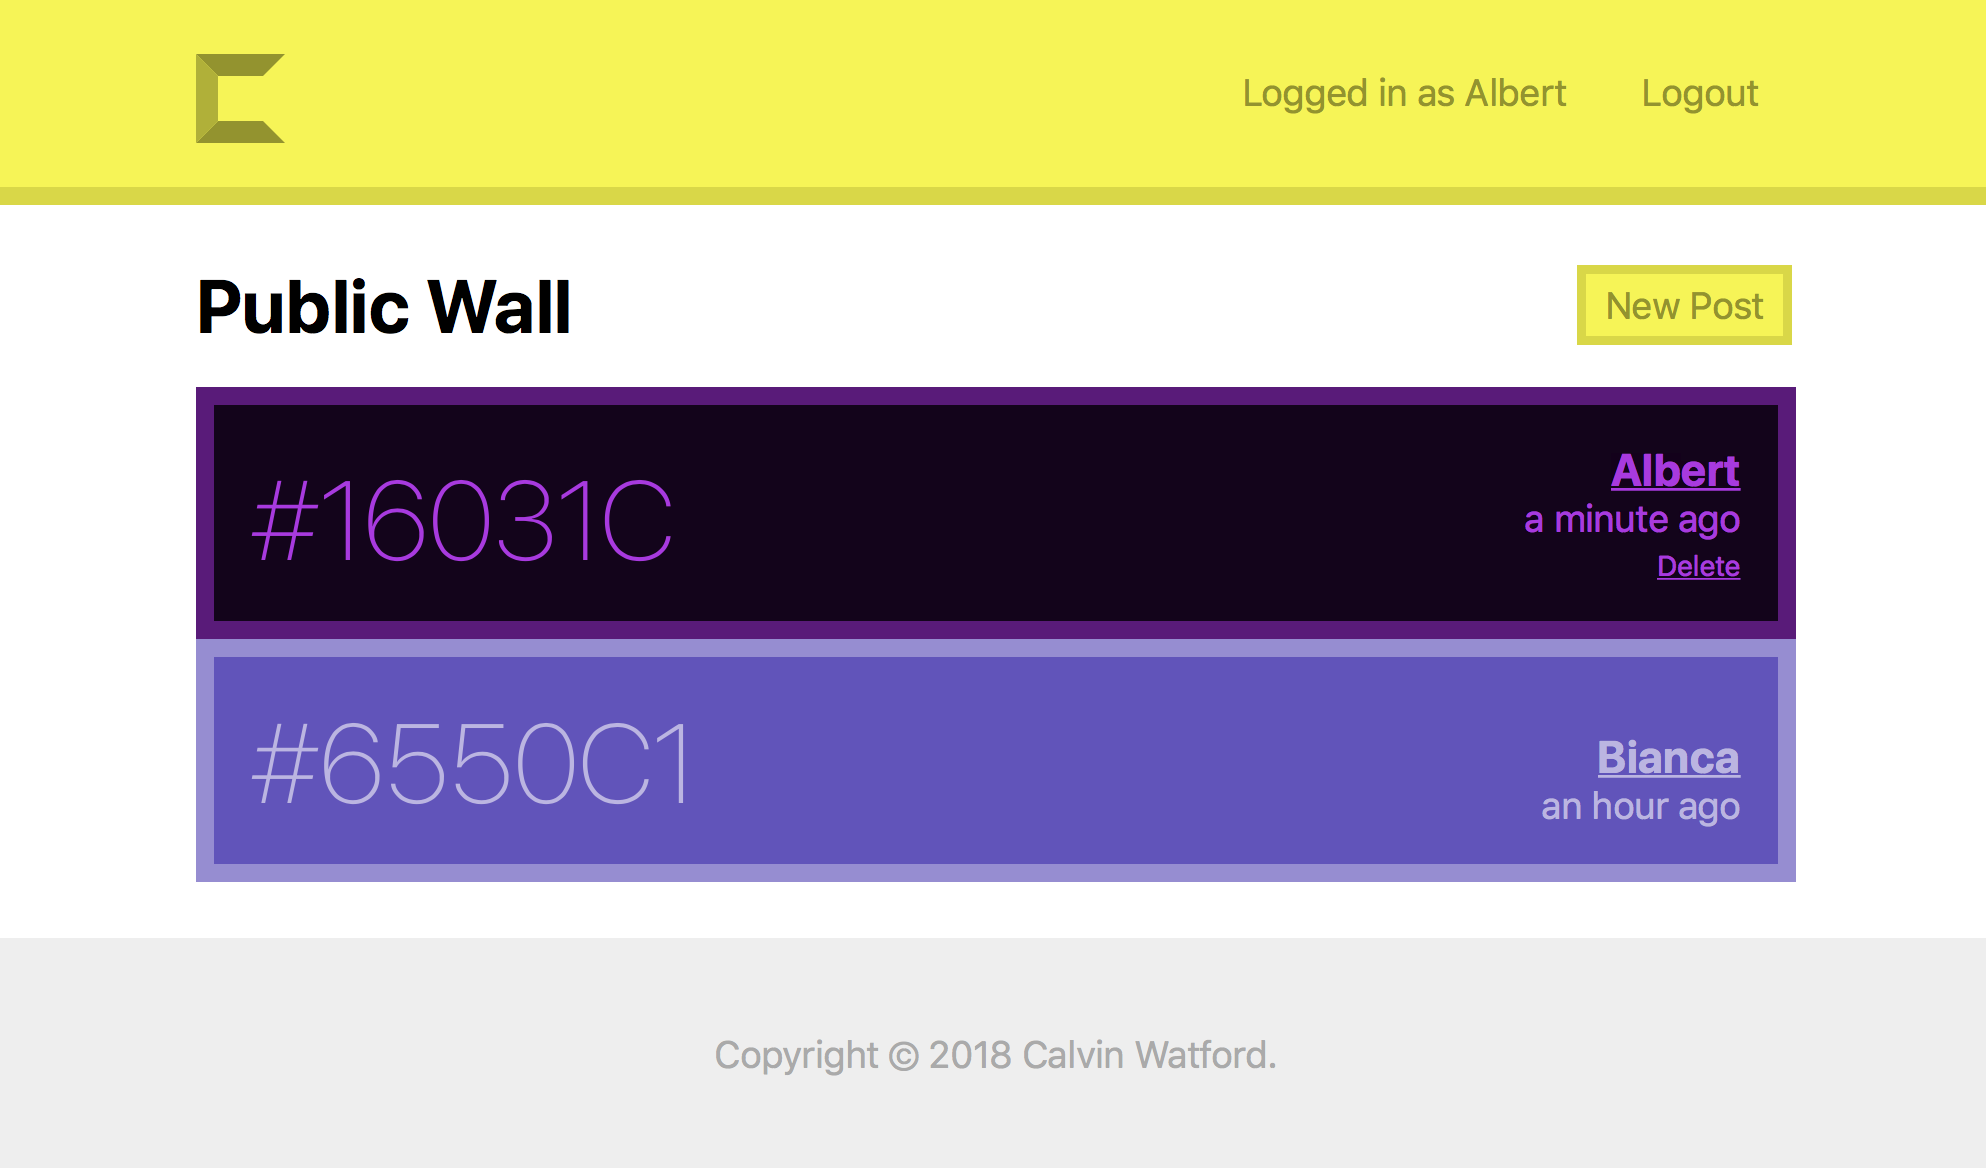 Logged in as Albert Logout
Public Wall
New Post
#16031C
Albert
a minute ago
Delete
#6550C1
Bianca
an hour ago
Copyright © 2018 Calvin Watford.